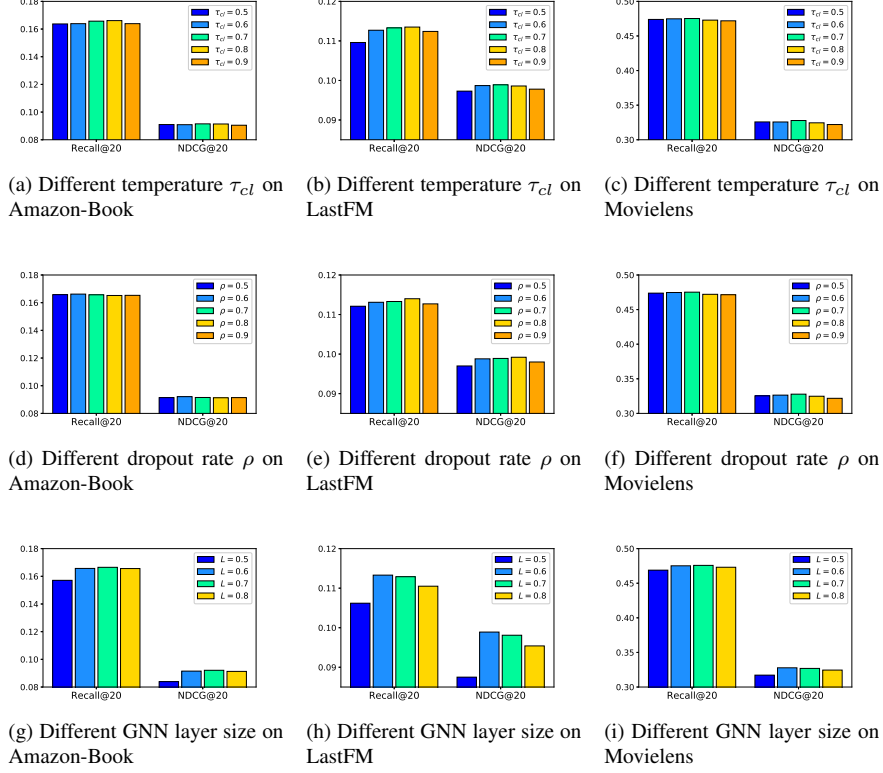 0.18
0.16
0.14
0.12
0.10
0.08
Recall@20 NDCG@20
τcl = 0.5
τcl = 0.6
τcl = 0.7
τcl = 0.8
τcl = 0.9
0.11
0.10
0.09
Recall@20 NDCG@20
τcl = 0.5
τcl = 0.6
τcl = 0.7
τcl = 0.8
τcl = 0.9
0.45
0.40
0.35
0.30
Recall@20 NDCG@20
τcl = 0.5
τcl = 0.6
τcl = 0.7
τcl = 0.8
τcl = 0.9
(a) Different temperature τcl on
Amazon-Book
(b) Different temperature τcl on
LastFM
(c) Different temperature τcl on
Movielens
0.18
0.16
0.14
0.12
0.10
0.08
Recall@20 NDCG@20
ρ = 0.5
ρ = 0.6
ρ = 0.7
ρ = 0.8
ρ = 0.9
0.12
0.11
0.10
0.09
Recall@20 NDCG@20
ρ = 0.5
ρ = 0.6
ρ = 0.7
ρ = 0.8
ρ = 0.9
0.50
0.45
0.40
0.35
0.30
Recall@20 NDCG@20
ρ = 0.5
ρ = 0.6
ρ = 0.7
ρ = 0.8
ρ = 0.9
(d) Different dropout rate ρ on
Amazon-Book
(e) Different dropout rate ρ on
LastFM
(f) Different dropout rate ρ on
Movielens
0.18
0.16
0.14
0.12
0.10
0.08
Recall@20 NDCG@20
L = 0.5
L = 0.6
L = 0.7
L = 0.8
0.12
0.11
0.10
0.09
Recall@20 NDCG@20
L = 0.5
L = 0.6
L = 0.7
L = 0.8
0.50
0.45
0.40
0.35
0.30
Recall@20 NDCG@20
L = 0.5
L = 0.6
L = 0.7
L = 0.8
(g) Different GNN layer size on
Amazon-Book
(h) Different GNN layer size on
LastFM
(i) Different GNN layer size on
Movielens